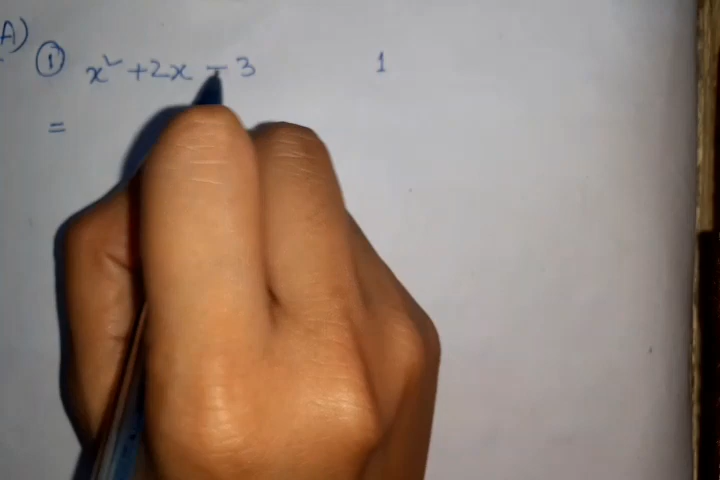 A)
① x² + 2x - 3 1
=